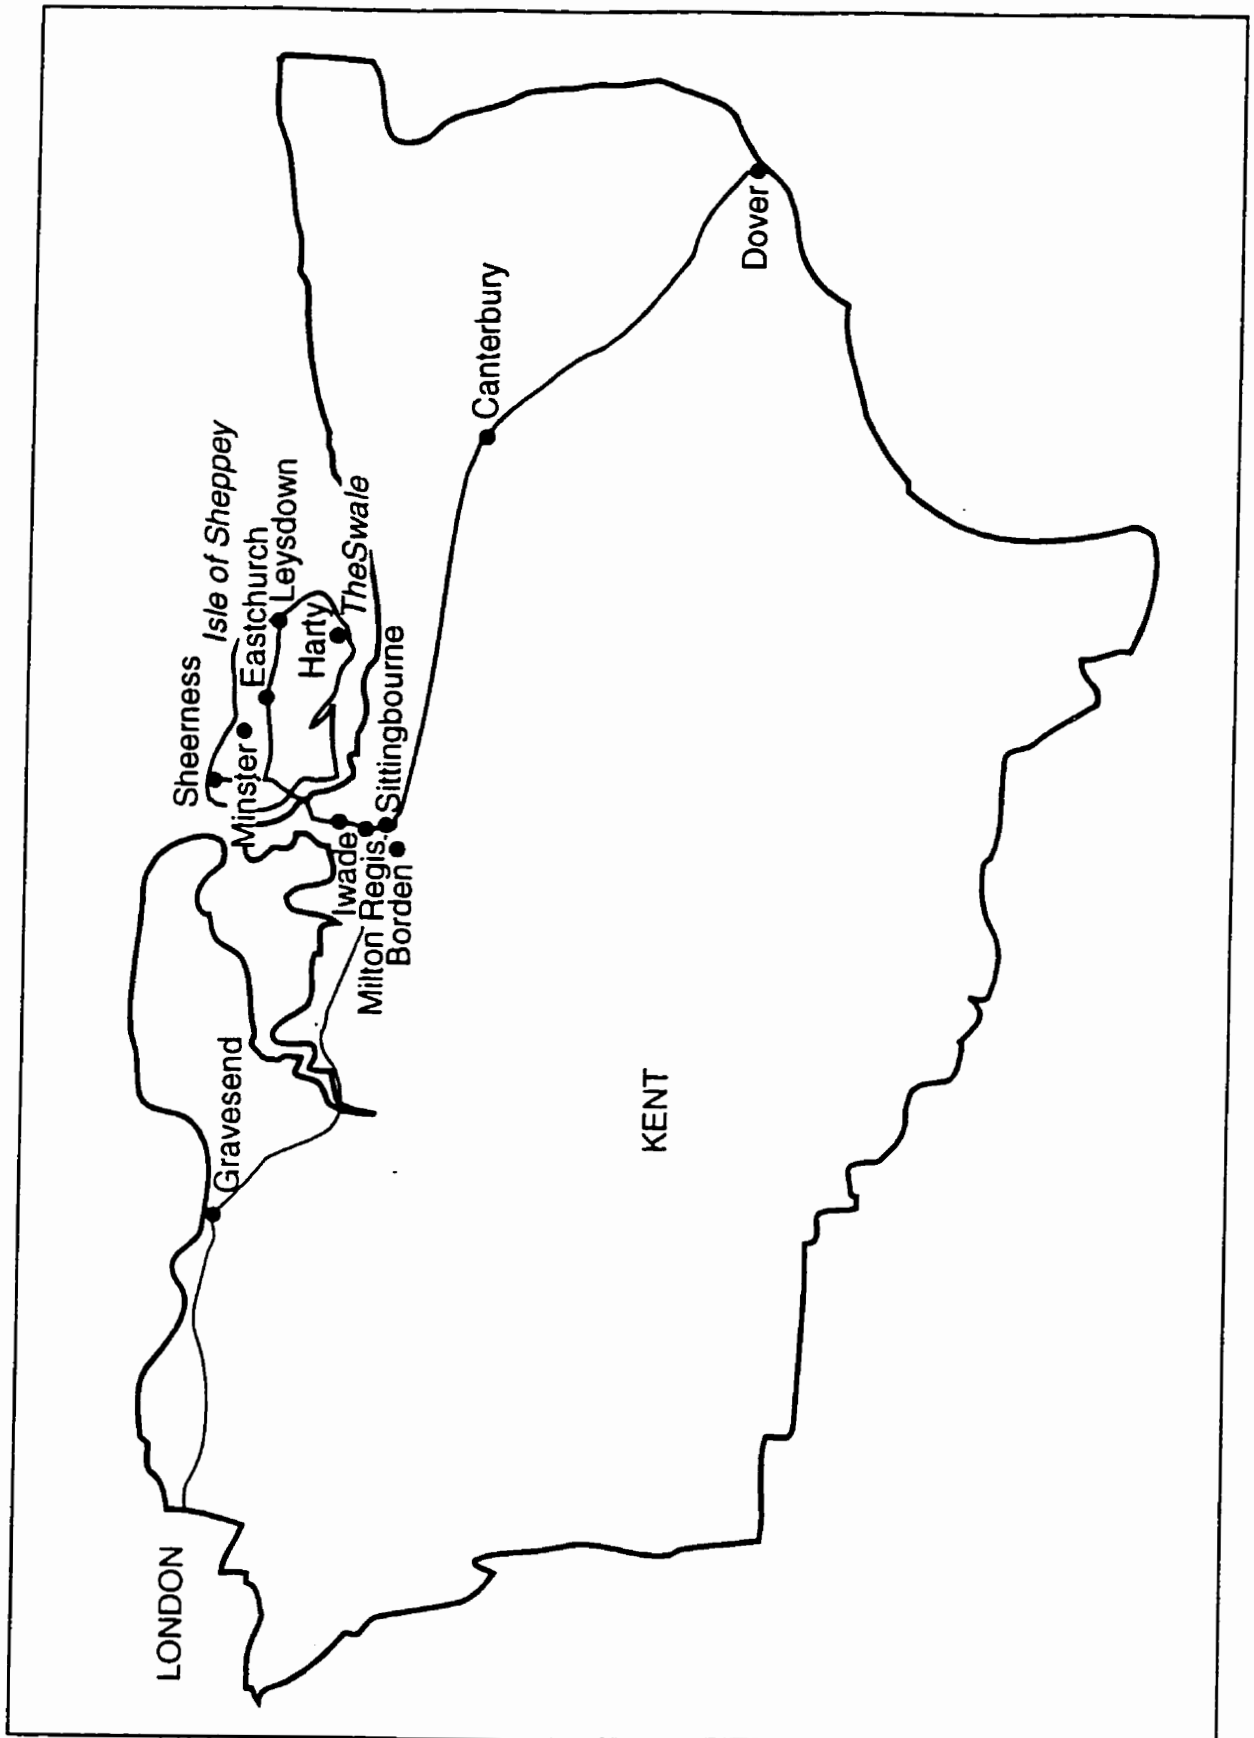 LONDON
Gravesend
Sheerness
Isle of Sheppey
Minster
Eastchurch
Leysdown
Harty
TheSwale
Iwade
Milton Regis
Sittingbourne
Borden
Canterbury
Dover
KENT